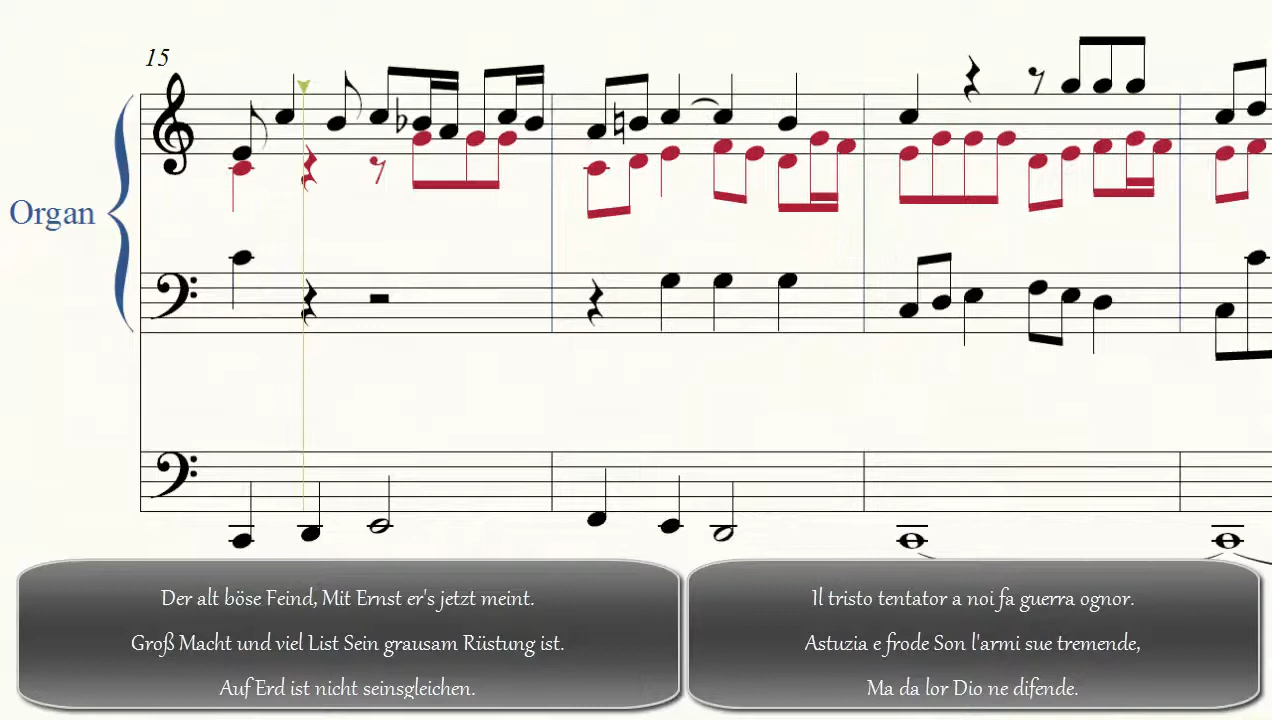 15
Organ
Der alt böse Feind, Mit Ernst er's jetzt meint.
Groß Macht und viel List Sein grausam Rüstung ist.
Auf Erd ist nicht seinsgleichen.
Il tristo tentator a noi fa guerra ognor.
Astuzia e frode Son l'armi sue tremende,
Ma da lor Dio ne difende.